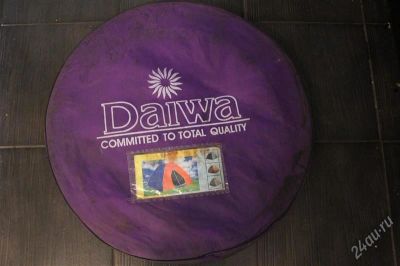 Daiwa
COMMITTED TO TOTAL QUALITY
24au.ru